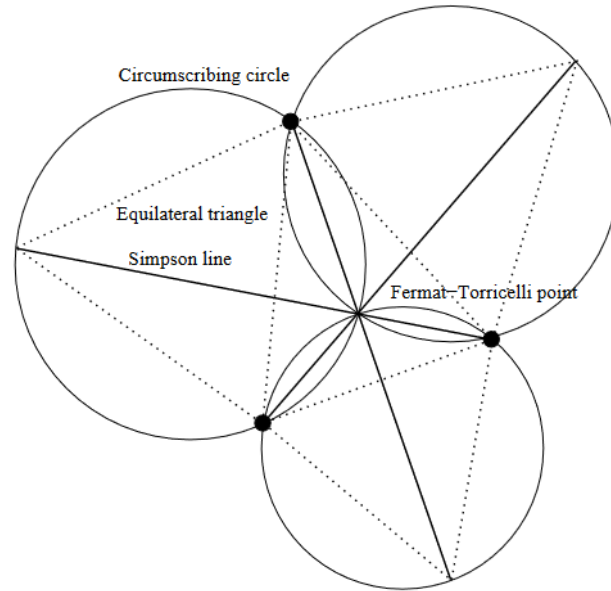 Circumscribing circle
Equilateral triangle
Simpson line
Fermat−Torricelli point